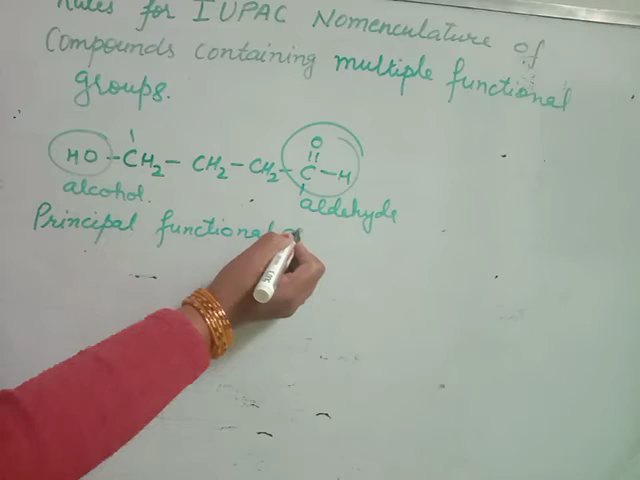 Rules for IUPAC Nomenculature of
Compounds containing multiple functional
groups.
O
HO-CH2-CH2-CH2-C-H
alcohol.
aldehyde
Principal functional